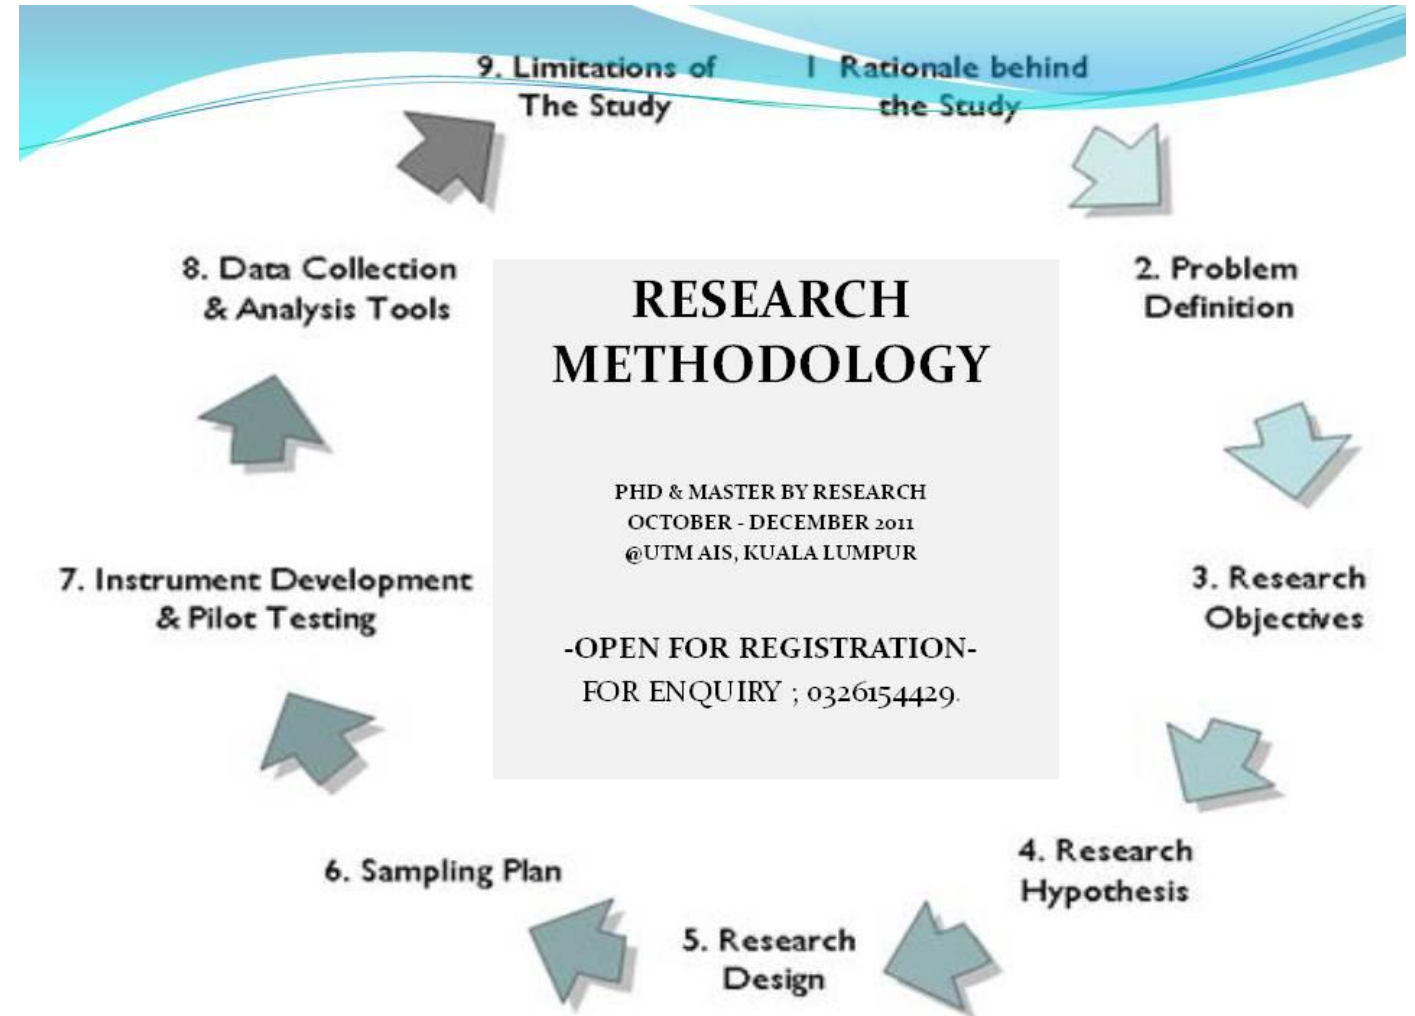 9. Limitations of
The Study
1 Rationale behind
the Study
2. Problem
Definition
3. Research
Objectives
4. Research
Hypothesis
5. Research
Design
6. Sampling Plan
7. Instrument Development
& Pilot Testing
8. Data Collection
& Analysis Tools
RESEARCH
METHODOLOGY
PHD & MASTER BY RESEARCH
OCTOBER - DECEMBER 2011
@UTM AIS, KUALA LUMPUR
-OPEN FOR REGISTRATION-
FOR ENQUIRY ; 0326154429.